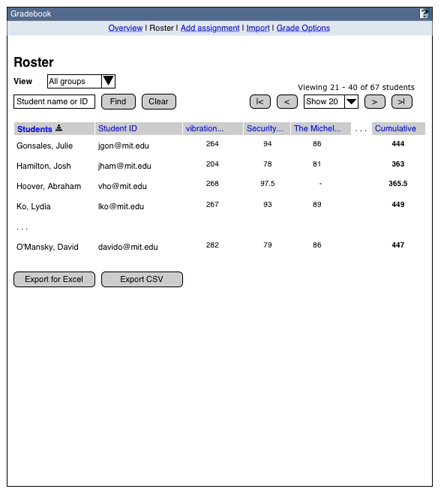 Gradebook ?
Overview | Roster | Add assignment | Import | Grade Options
Roster
View All groups
Viewing 21 - 40 of 67 students
Student name or ID Find Clear |< < Show 20 > >|
Students Student ID vibration... Security... The Michel... ... Cumulative
Gonsales, Julie jgon@mit.edu 264 94 86 444
Hamilton, Josh jham@mit.edu 204 78 81 363
Hoover, Abraham vho@mit.edu 268 97.5 - 365.5
Ko, Lydia lko@mit.edu 267 93 89 449
...
O'Mansky, David davido@mit.edu 282 79 86 447
Export for Excel Export CSV